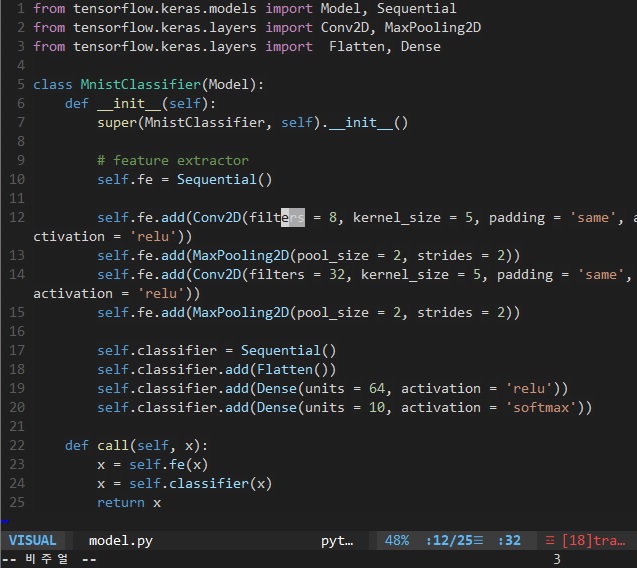 1 from tensorflow.keras.models import Model, Sequential
2 from tensorflow.keras.layers import Conv2D, MaxPooling2D
3 from tensorflow.keras.layers import  Flatten, Dense
4
5 class MnistClassifier(Model):
6     def __init__(self):
7         super(MnistClassifier, self).__init__()
8
9         # feature extractor
10         self.fe = Sequential()
11
12         self.fe.add(Conv2D(filters = 8, kernel_size = 5, padding = 'same', a
ctivation = 'relu'))
13         self.fe.add(MaxPooling2D(pool_size = 2, strides = 2))
14         self.fe.add(Conv2D(filters = 32, kernel_size = 5, padding = 'same',
activation = 'relu'))
15         self.fe.add(MaxPooling2D(pool_size = 2, strides = 2))
16
17         self.classifier = Sequential()
18         self.classifier.add(Flatten())
19         self.classifier.add(Dense(units = 64, activation = 'relu'))
20         self.classifier.add(Dense(units = 10, activation = 'softmax'))
21
22     def call(self, x):
23         x = self.fe(x)
24         x = self.classifier(x)
25         return x
~
VISUAL model.py pyt… 48% :12/25☰ :32 ☲ [18]tra…
-- 비주얼 -- 3